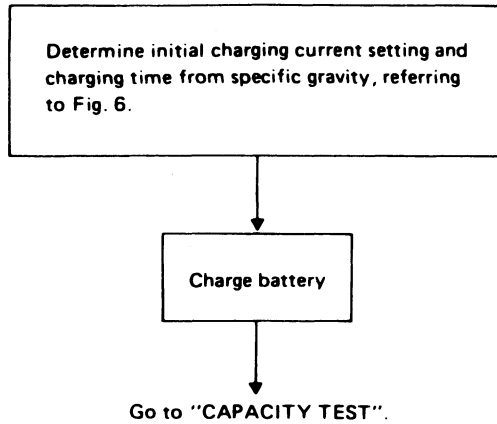 Determine initial charging current setting and
charging time from specific gravity, referring
to Fig. 6.
Charge battery
Go to "CAPACITY TEST".